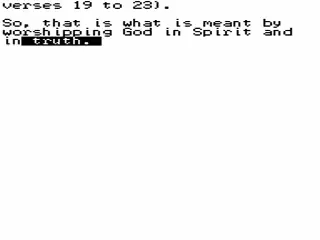 verses 19 to 23).
So, that is what is meant by
worshipping God in Spirit and
in truth.